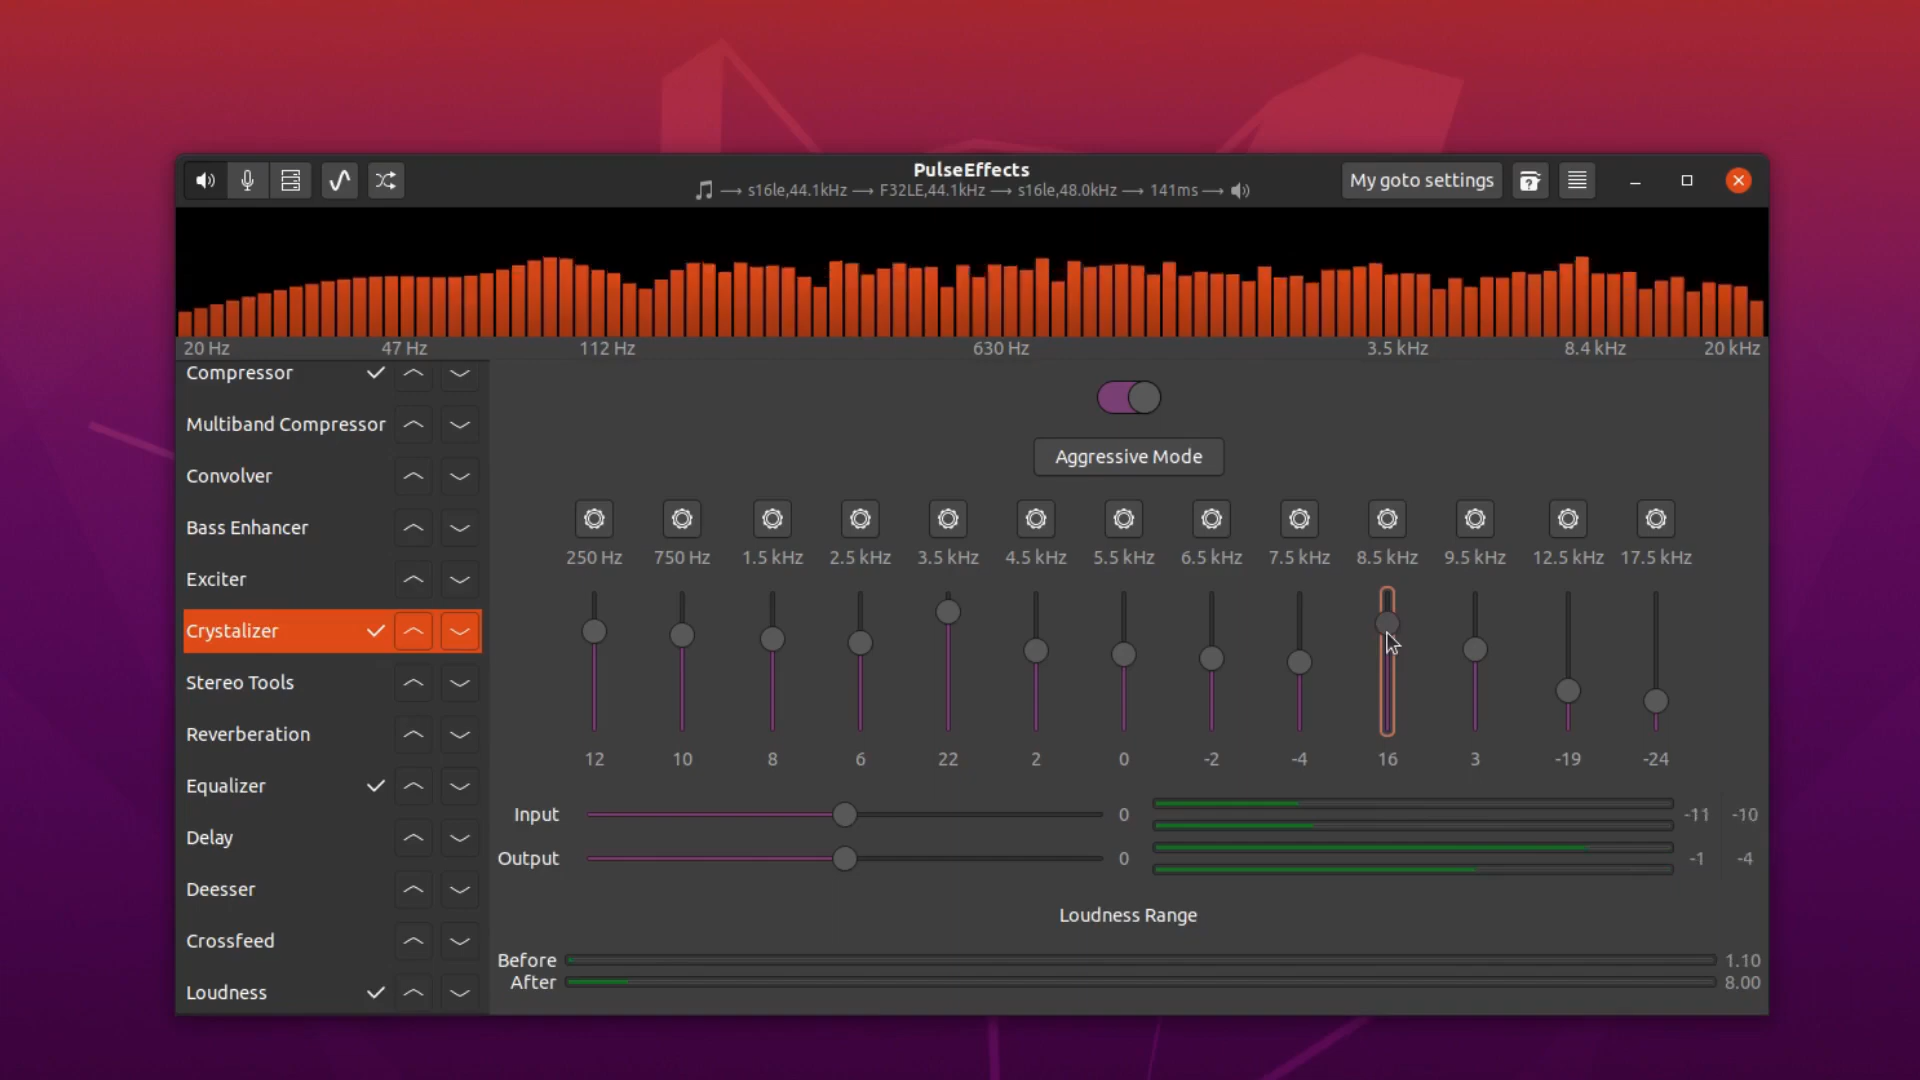 PulseEffects
s16le,44.1kHz → F32LE,44.1kHz → s16le,48.0kHz → 141ms →
My goto settings
20 Hz 47 Hz 112 Hz 630 Hz 3.5 kHz 8.4 kHz 20 kHz
Compressor
Multiband Compressor
Convolver
Bass Enhancer
Exciter
Crystalizer
Stereo Tools
Reverberation
Equalizer
Delay
Deesser
Crossfeed
Loudness
Aggressive Mode
250 Hz 750 Hz 1.5 kHz 2.5 kHz 3.5 kHz 4.5 kHz 5.5 kHz 6.5 kHz 7.5 kHz 8.5 kHz 9.5 kHz 12.5 kHz 17.5 kHz
12 10 8 6 22 2 0 -2 -4 16 3 -19 -24
Input 0 -11 -10
Output 0 -1 -4
Loudness Range
Before 1.10
After 8.00